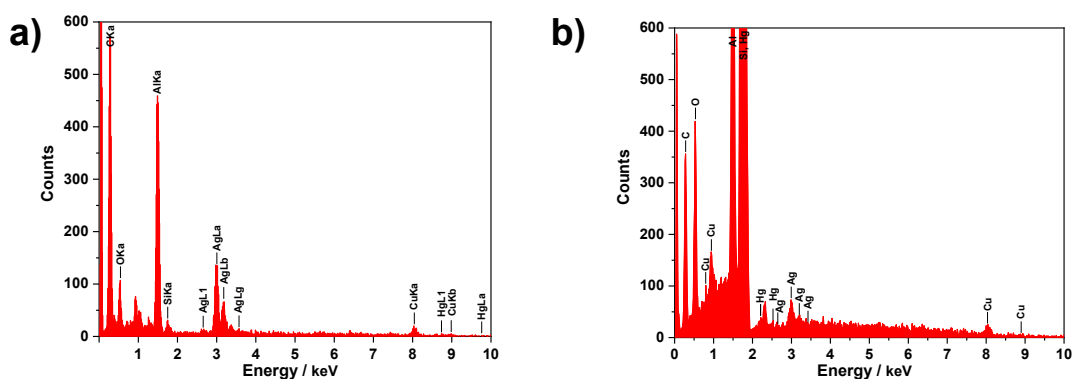 a)
600
500
400
300
200
100
0
Counts
CKa
OKa
AlKa
SiKa
AgL1
AgLa
AgLb
AgLg
CuKa
HgL1
CuKb
HgLa
1 2 3 4 5 6 7 8 9 10
Energy / keV
b)
600
500
400
300
200
100
0
Counts
C
O
Cu
Cu
Al
Si, Hg
Hg
Hg
Ag
Ag
Ag
Ag
Cu
Cu
0 1 2 3 4 5 6 7 8 9 10
Energy / keV